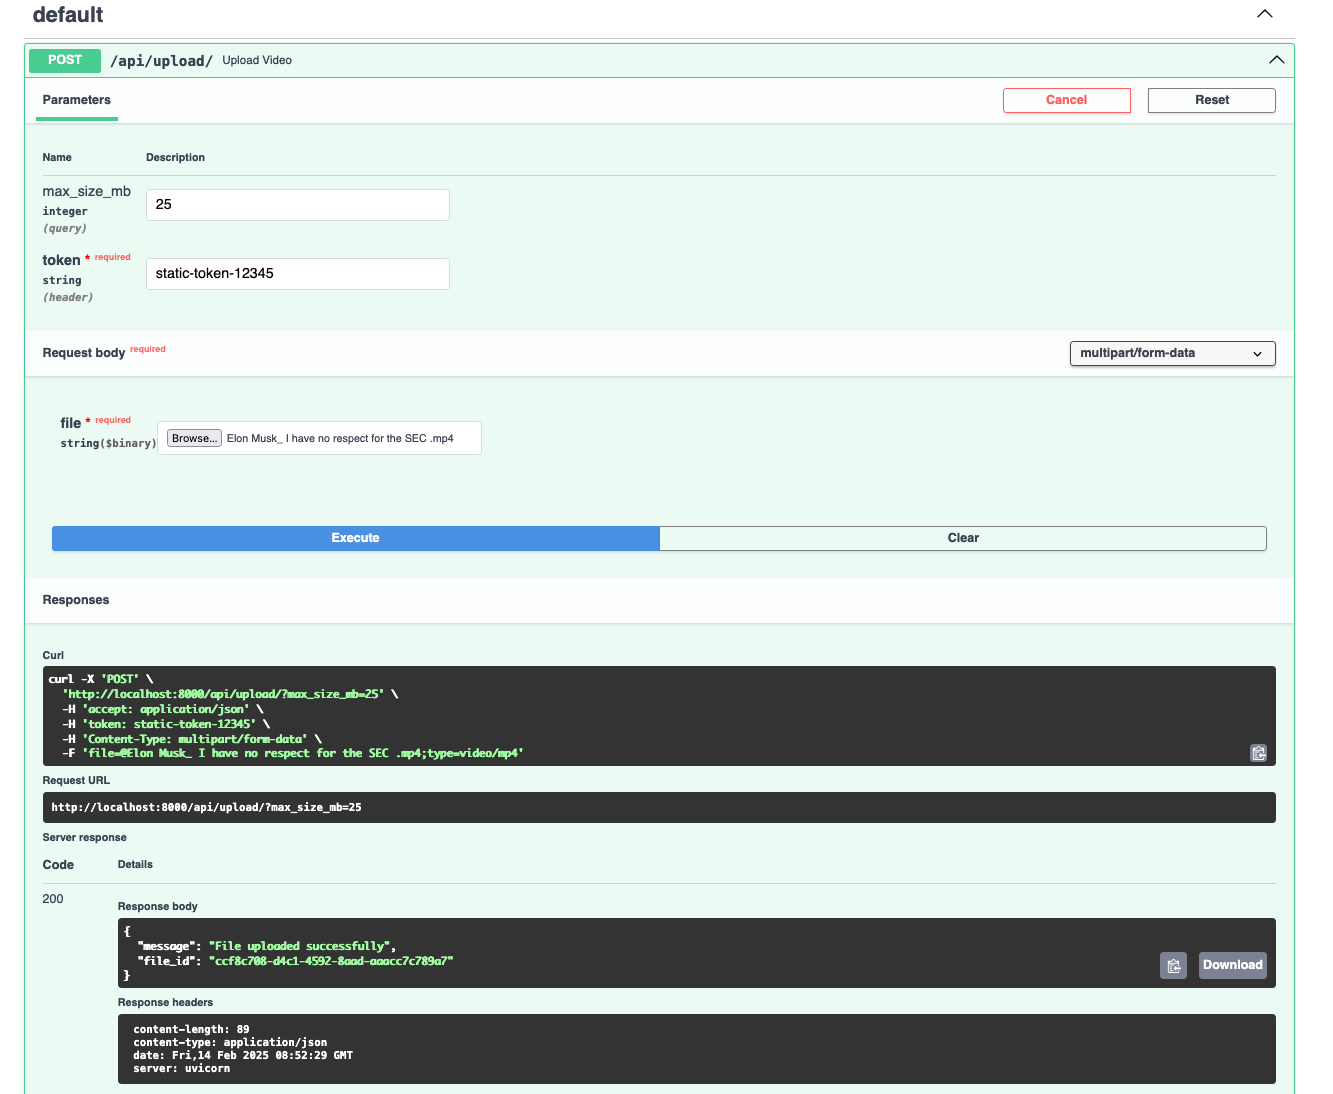 default
POST /api/upload/ Upload Video
Parameters
Cancel
Reset
Name Description
max_size_mb
integer
(query)
25
token * required
string
(header)
static-token-12345
Request body required
multipart/form-data
file * required
string($binary)
Browse... Elon Musk_ I have no respect for the SEC .mp4
Execute
Clear
Responses
Curl
curl -X 'POST' \
'http://localhost:8000/api/upload/?max_size_mb=25' \
-H 'accept: application/json' \
-H 'token: static-token-12345' \
-H 'Content-Type: multipart/form-data' \
-F 'file=@Elon Musk_ I have no respect for the SEC .mp4;type=video/mp4'
Request URL
http://localhost:8000/api/upload/?max_size_mb=25
Server response
Code Details
200
Response body
{
"message": "File uploaded successfully",
"file_id": "ccf8c708-d4c1-4592-8aad-aaacc7c789a7"
}
Download
Response headers
content-length: 89
content-type: application/json
date: Fri,14 Feb 2025 08:52:29 GMT
server: uvicorn